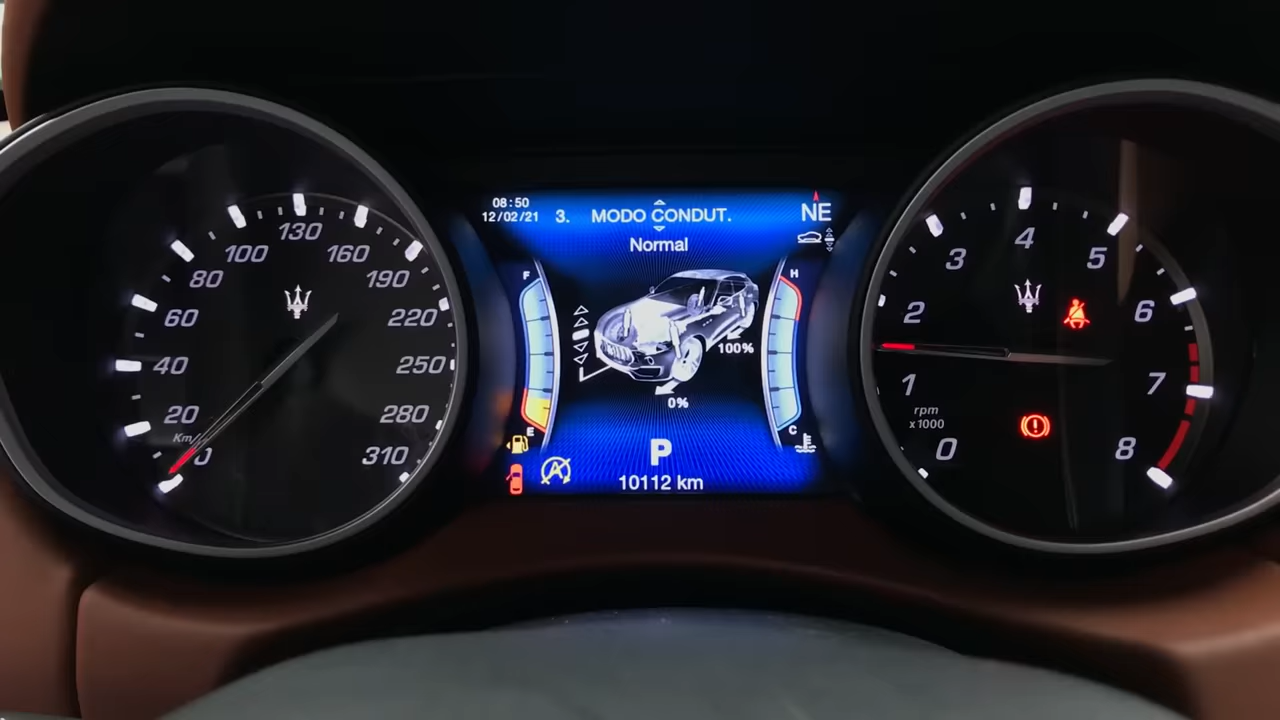 08:50
12/02/21
3. MODO CONDUT.
NE
Normal
F
E
H
C
100%
0%
P
10112 km
0
20
40
60
80
100
130
160
190
220
250
280
310
Km/
0
1
2
3
4
5
6
7
8
rpm
x1000
A